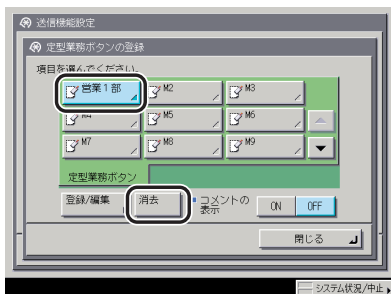 送信機能設定
定型業務ボタンの登録
項目を選んでください。
営業1部 M2 M3
M4 M5 M6
M7 M8 M9
定型業務ボタン
登録/編集 消去 コメントの表示 ON OFF
閉じる
システム状況/中止